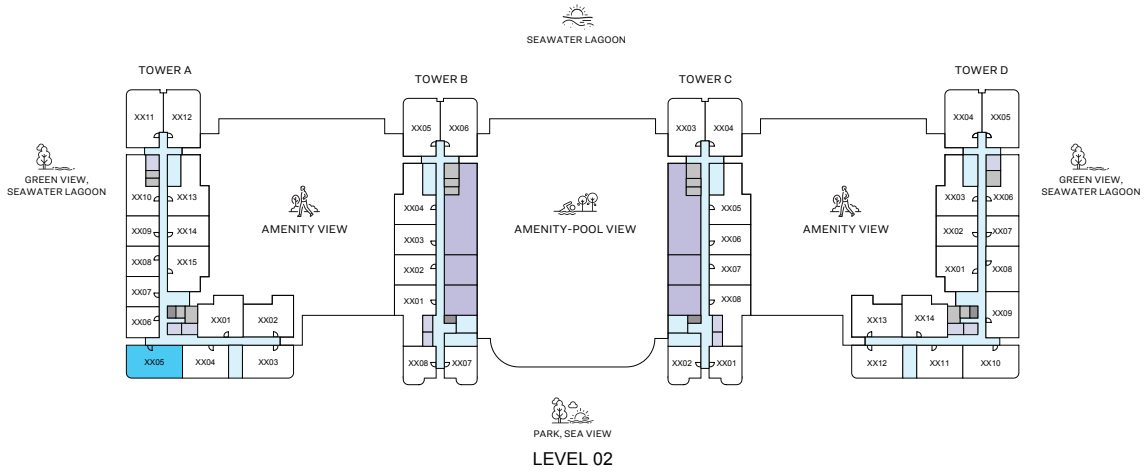 SEAWATER LAGOON
TOWER A
TOWER B
TOWER C
TOWER D
XX11
XX12
XX05
XX06
XX03
XX04
XX04
XX05
GREEN VIEW,
SEAWATER LAGOON
GREEN VIEW,
SEAWATER LAGOON
XX10
XX13
XX09
XX14
XX08
XX15
XX07
XX06
XX01
XX02
XX05
XX04
XX03
AMENITY VIEW
XX04
XX03
XX02
XX01
XX08
XX07
AMENITY-POOL VIEW
XX05
XX06
XX07
XX08
XX02
XX01
AMENITY VIEW
XX03
XX06
XX02
XX07
XX01
XX08
XX09
XX13
XX14
XX12
XX11
XX10
PARK, SEA VIEW
LEVEL 02